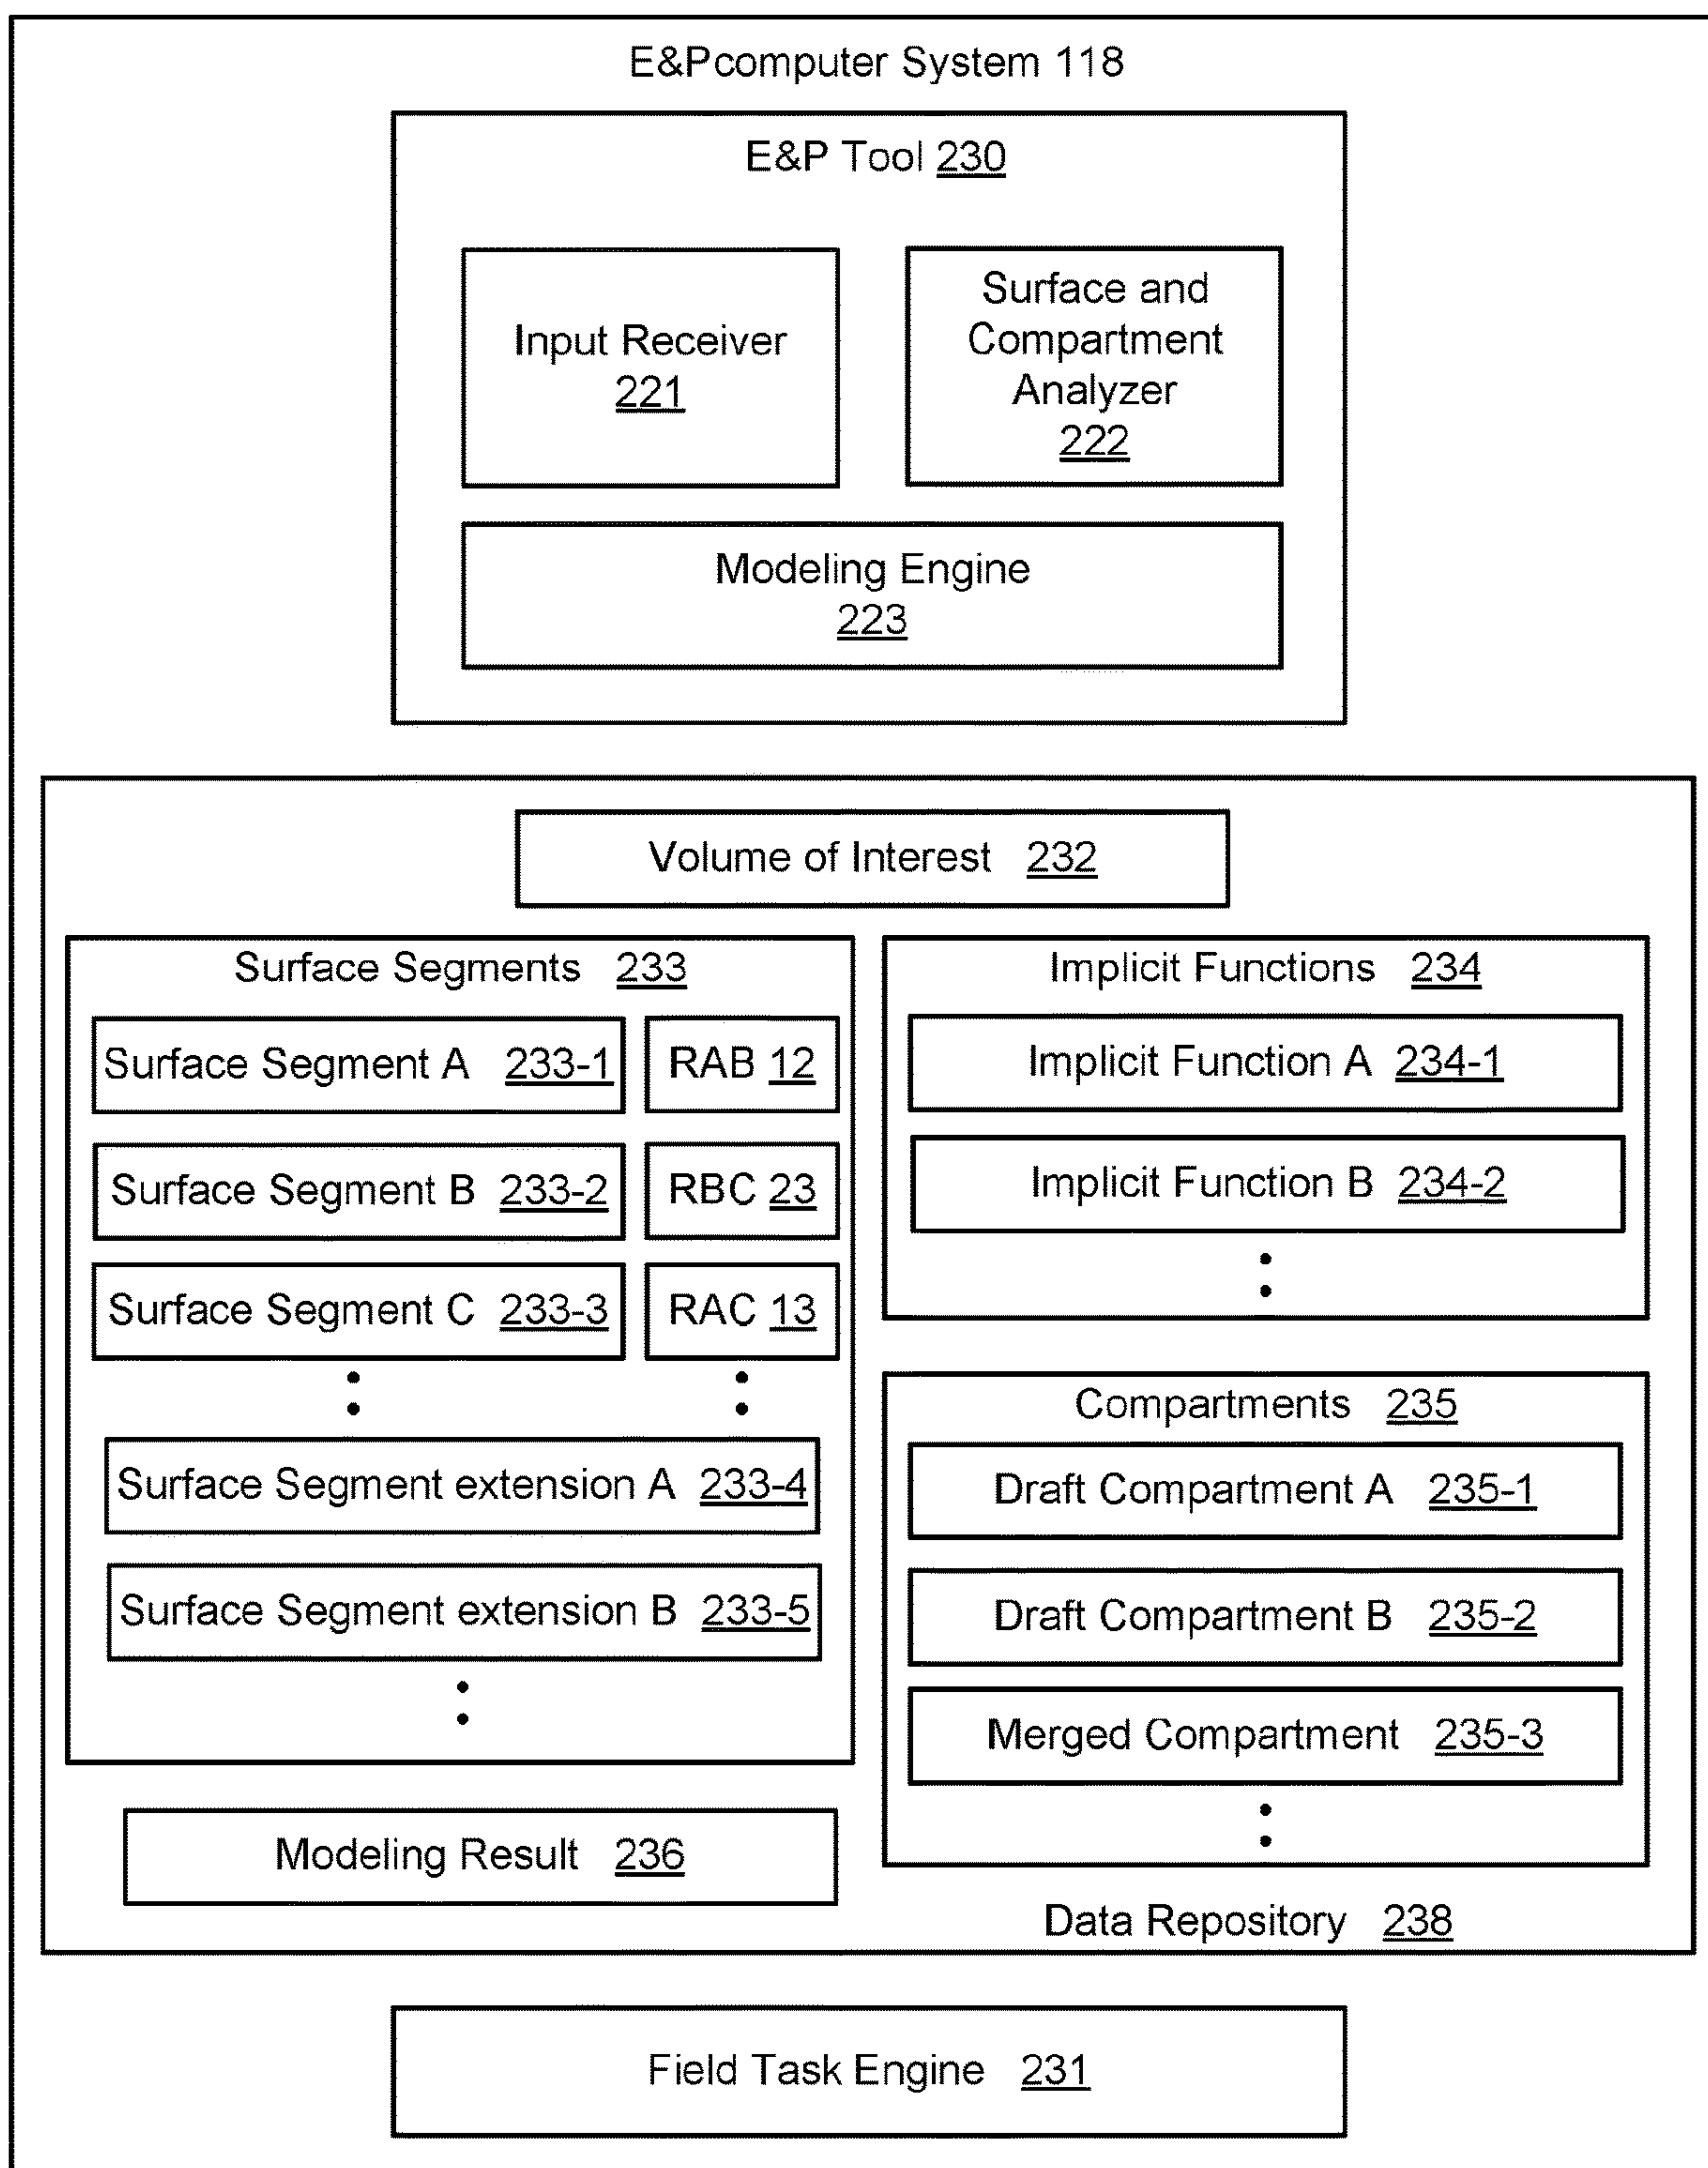 E&Pcomputer System 118
E&P Tool 230
Input Receiver
221
Surface and
Compartment
Analyzer
222
Modeling Engine
223
Volume of Interest 232
Surface Segments 233
Surface Segment A 233-1
RAB 12
Surface Segment B 233-2
RBC 23
Surface Segment C 233-3
RAC 13
Surface Segment extension A 233-4
Surface Segment extension B 233-5
Implicit Functions 234
Implicit Function A 234-1
Implicit Function B 234-2
Compartments 235
Draft Compartment A 235-1
Draft Compartment B 235-2
Merged Compartment 235-3
Modeling Result 236
Data Repository 238
Field Task Engine 231